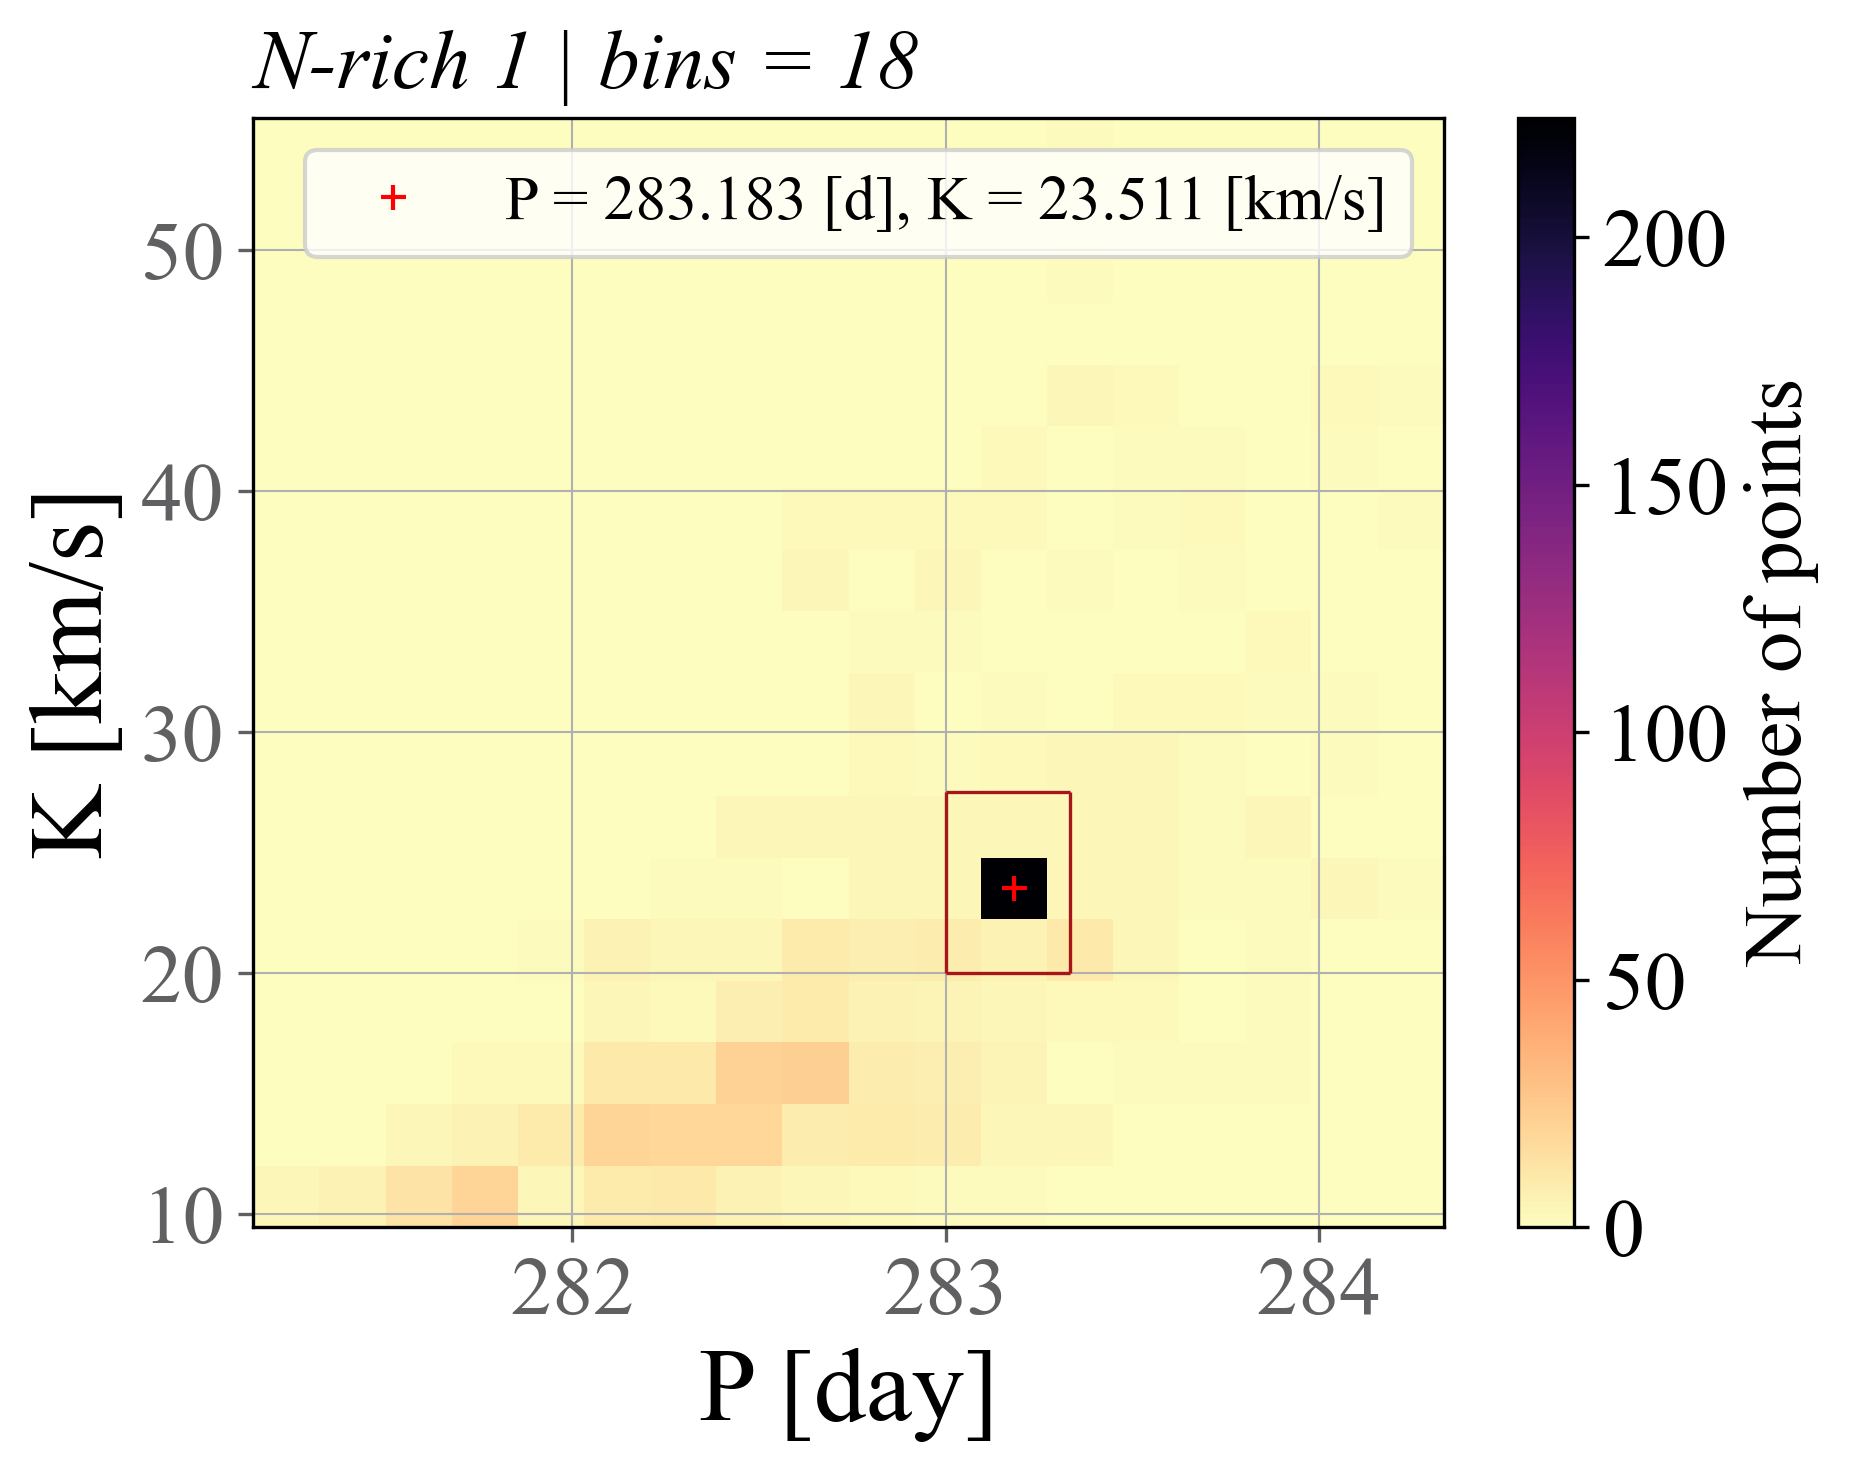 N-rich 1 | bins = 18
P = 283.183 [d], K = 23.511 [km/s]
K [km/s]
50
40
30
20
10
282
283
284
P [day]
200
150
100
50
0
Number of points